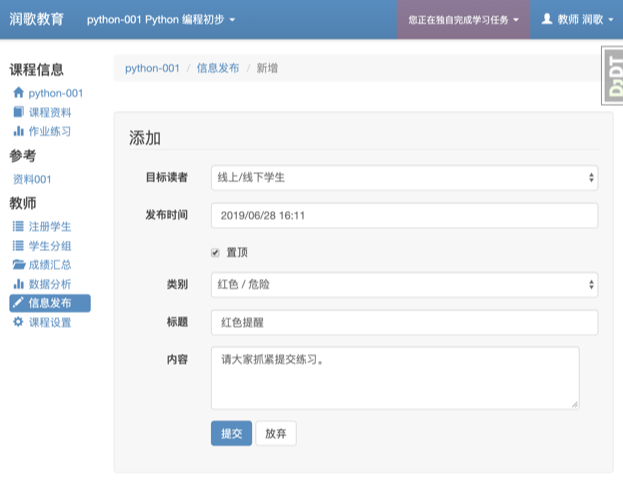 润歌教育 python-001 Python 编程初步 您正在独自完成学习任务 教师 润歌
课程信息
python-001
课程资料
作业练习
参考
资料001
教师
注册学生
学生分组
成绩汇总
数据分析
信息发布
课程设置
python-001 / 信息发布 / 新增
DjDT
添加
目标读者 线上/线下学生
发布时间 2019/06/28 16:11
置顶
类别 红色 / 危险
标题 红色提醒
内容 请大家抓紧提交练习。
提交 放弃